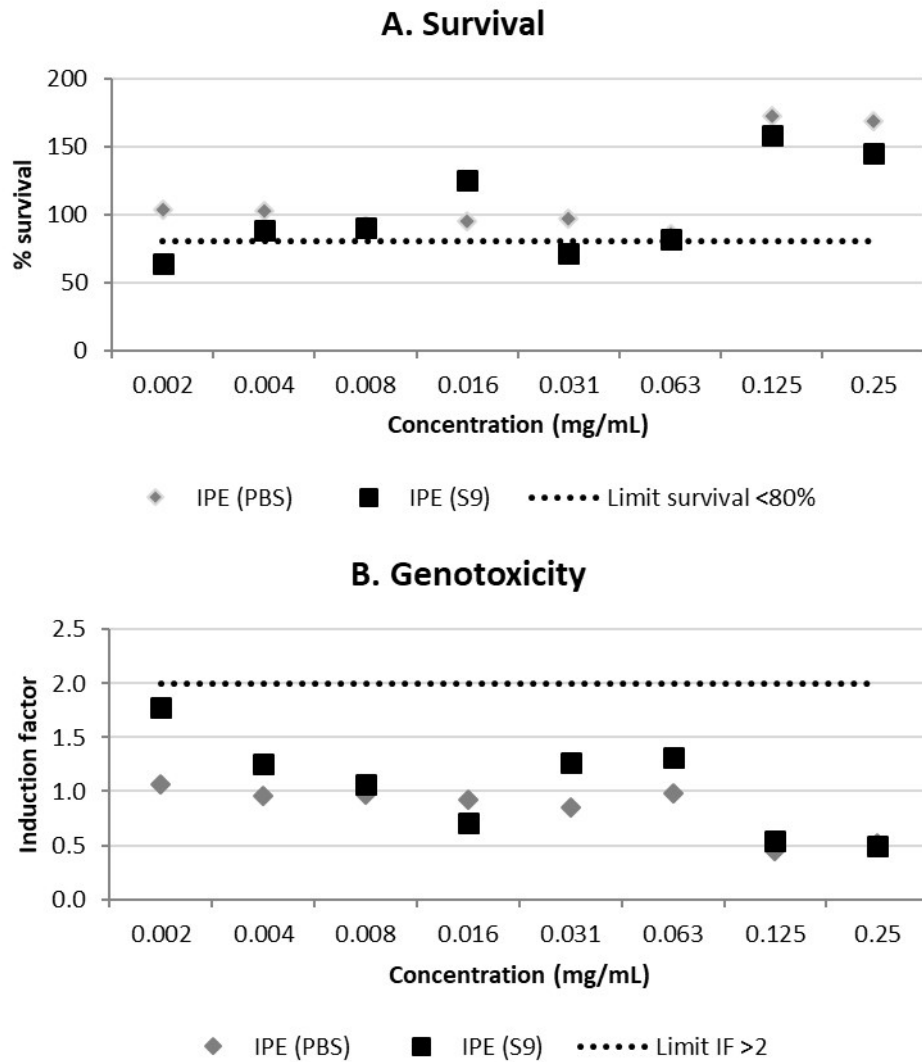 A. Survival
200
150
100
50
0
% survival
0.002 0.004 0.008 0.016 0.031 0.063 0.125 0.25
Concentration (mg/mL)
IPE (PBS) IPE (S9) Limit survival <80%
B. Genotoxicity
2.5
2.0
1.5
1.0
0.5
0.0
Induction factor
0.002 0.004 0.008 0.016 0.031 0.063 0.125 0.25
Concentration (mg/mL)
IPE (PBS) IPE (S9) Limit IF >2